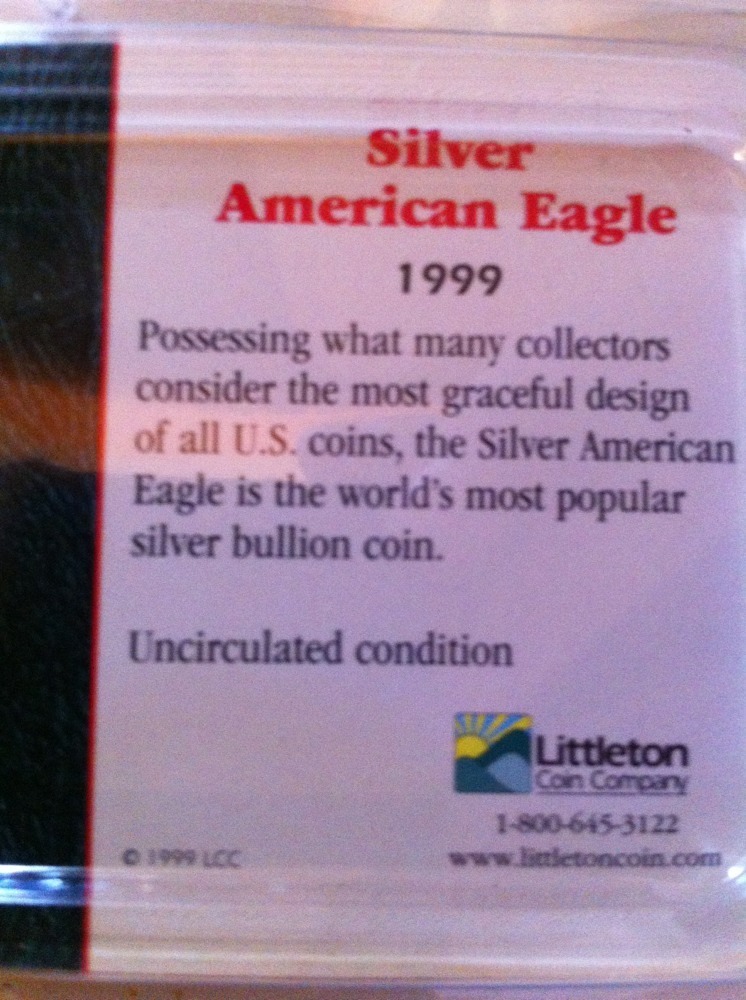 Silver
American Eagle
1999
Possessing what many collectors
consider the most graceful design
of all U.S. coins, the Silver American
Eagle is the world's most popular
silver bullion coin.
Uncirculated condition
Littleton
Coin Company
1-800-645-3122
© 1999 LCC
www.littletoncoin.com